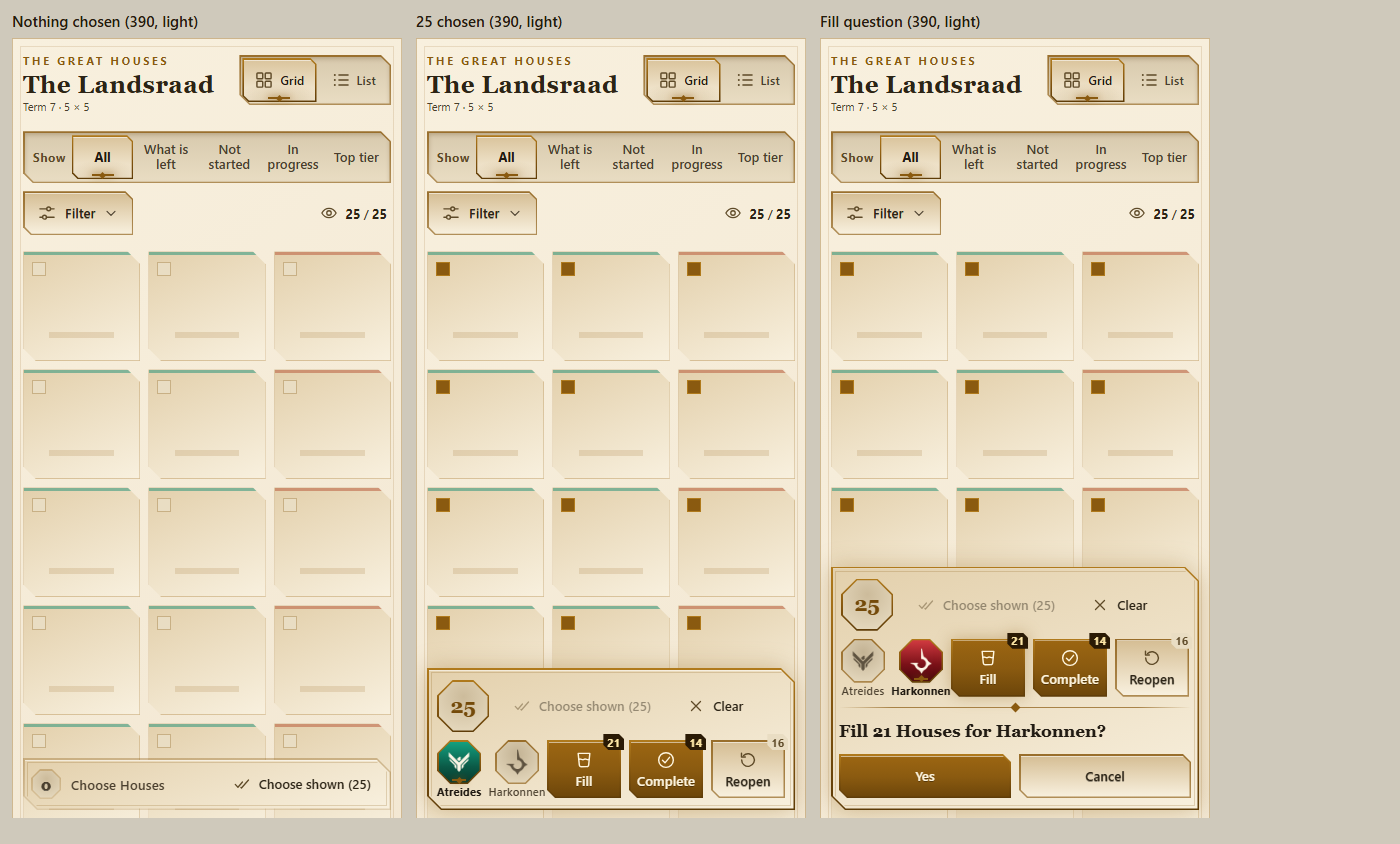 Nothing chosen (390, light)
THE GREAT HOUSES
The Landsraad
Term 7 · 5 × 5
Grid
List
Show
All
What is left
Not started
In progress
Top tier
Filter
25 / 25
0
Choose Houses
Choose shown (25)
25 chosen (390, light)
THE GREAT HOUSES
The Landsraad
Term 7 · 5 × 5
Grid
List
Show
All
What is left
Not started
In progress
Top tier
Filter
25 / 25
25
Choose shown (25)
Clear
Atreides
Harkonnen
21
Fill
14
Complete
16
Reopen
Fill question (390, light)
THE GREAT HOUSES
The Landsraad
Term 7 · 5 × 5
Grid
List
Show
All
What is left
Not started
In progress
Top tier
Filter
25 / 25
25
Choose shown (25)
Clear
Atreides
Harkonnen
21
Fill
14
Complete
16
Reopen
Fill 21 Houses for Harkonnen?
Yes
Cancel